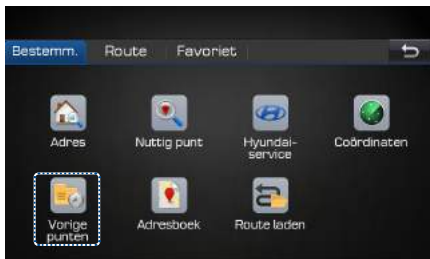 Bestemm. Route Favoriet
Adres Nuttig punt Hyundai-service Coördinaten
Vorige punten Adresboek Route laden